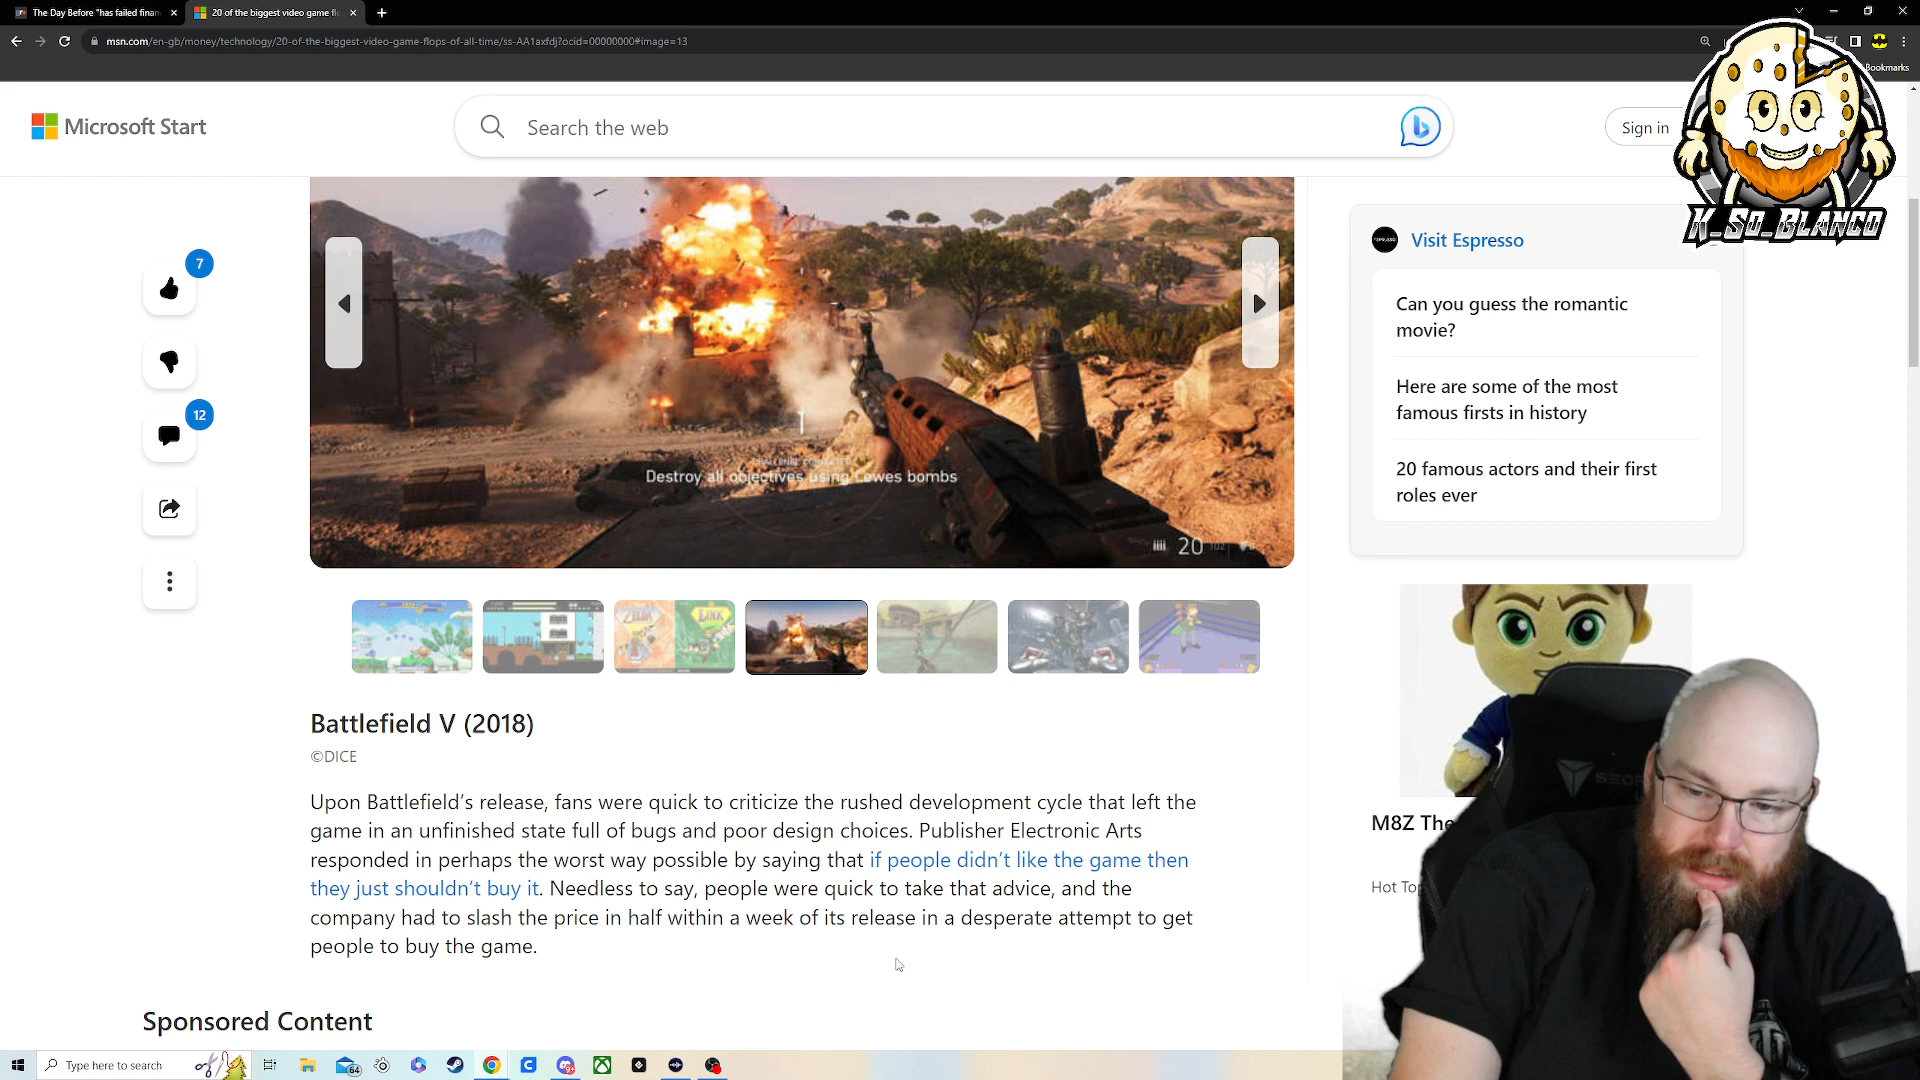 The Day Before "has failed finan
20 of the biggest video game flo
msn.com/en-gb/money/technology/20-of-the-biggest-video-game-flops-of-all-time/ss-AA1axfdj?ocid=00000000#image=13
Bookmarks
Microsoft Start
Search the web
Sign in
K_SO_BLANCO
7
12
Destroy all objectives using Lewes bombs
20
Visit Espresso
Can you guess the romantic
movie?
Here are some of the most
famous firsts in history
20 famous actors and their first
roles ever
ZELDA
LINK
Battlefield V (2018)
©DICE
Upon Battlefield's release, fans were quick to criticize the rushed development cycle that left the
game in an unfinished state full of bugs and poor design choices. Publisher Electronic Arts
responded in perhaps the worst way possible by saying that if people didn't like the game then
they just shouldn't buy it. Needless to say, people were quick to take that advice, and the
company had to slash the price in half within a week of its release in a desperate attempt to get
people to buy the game.
M8Z The
Hot To
Sponsored Content
Type here to search
64